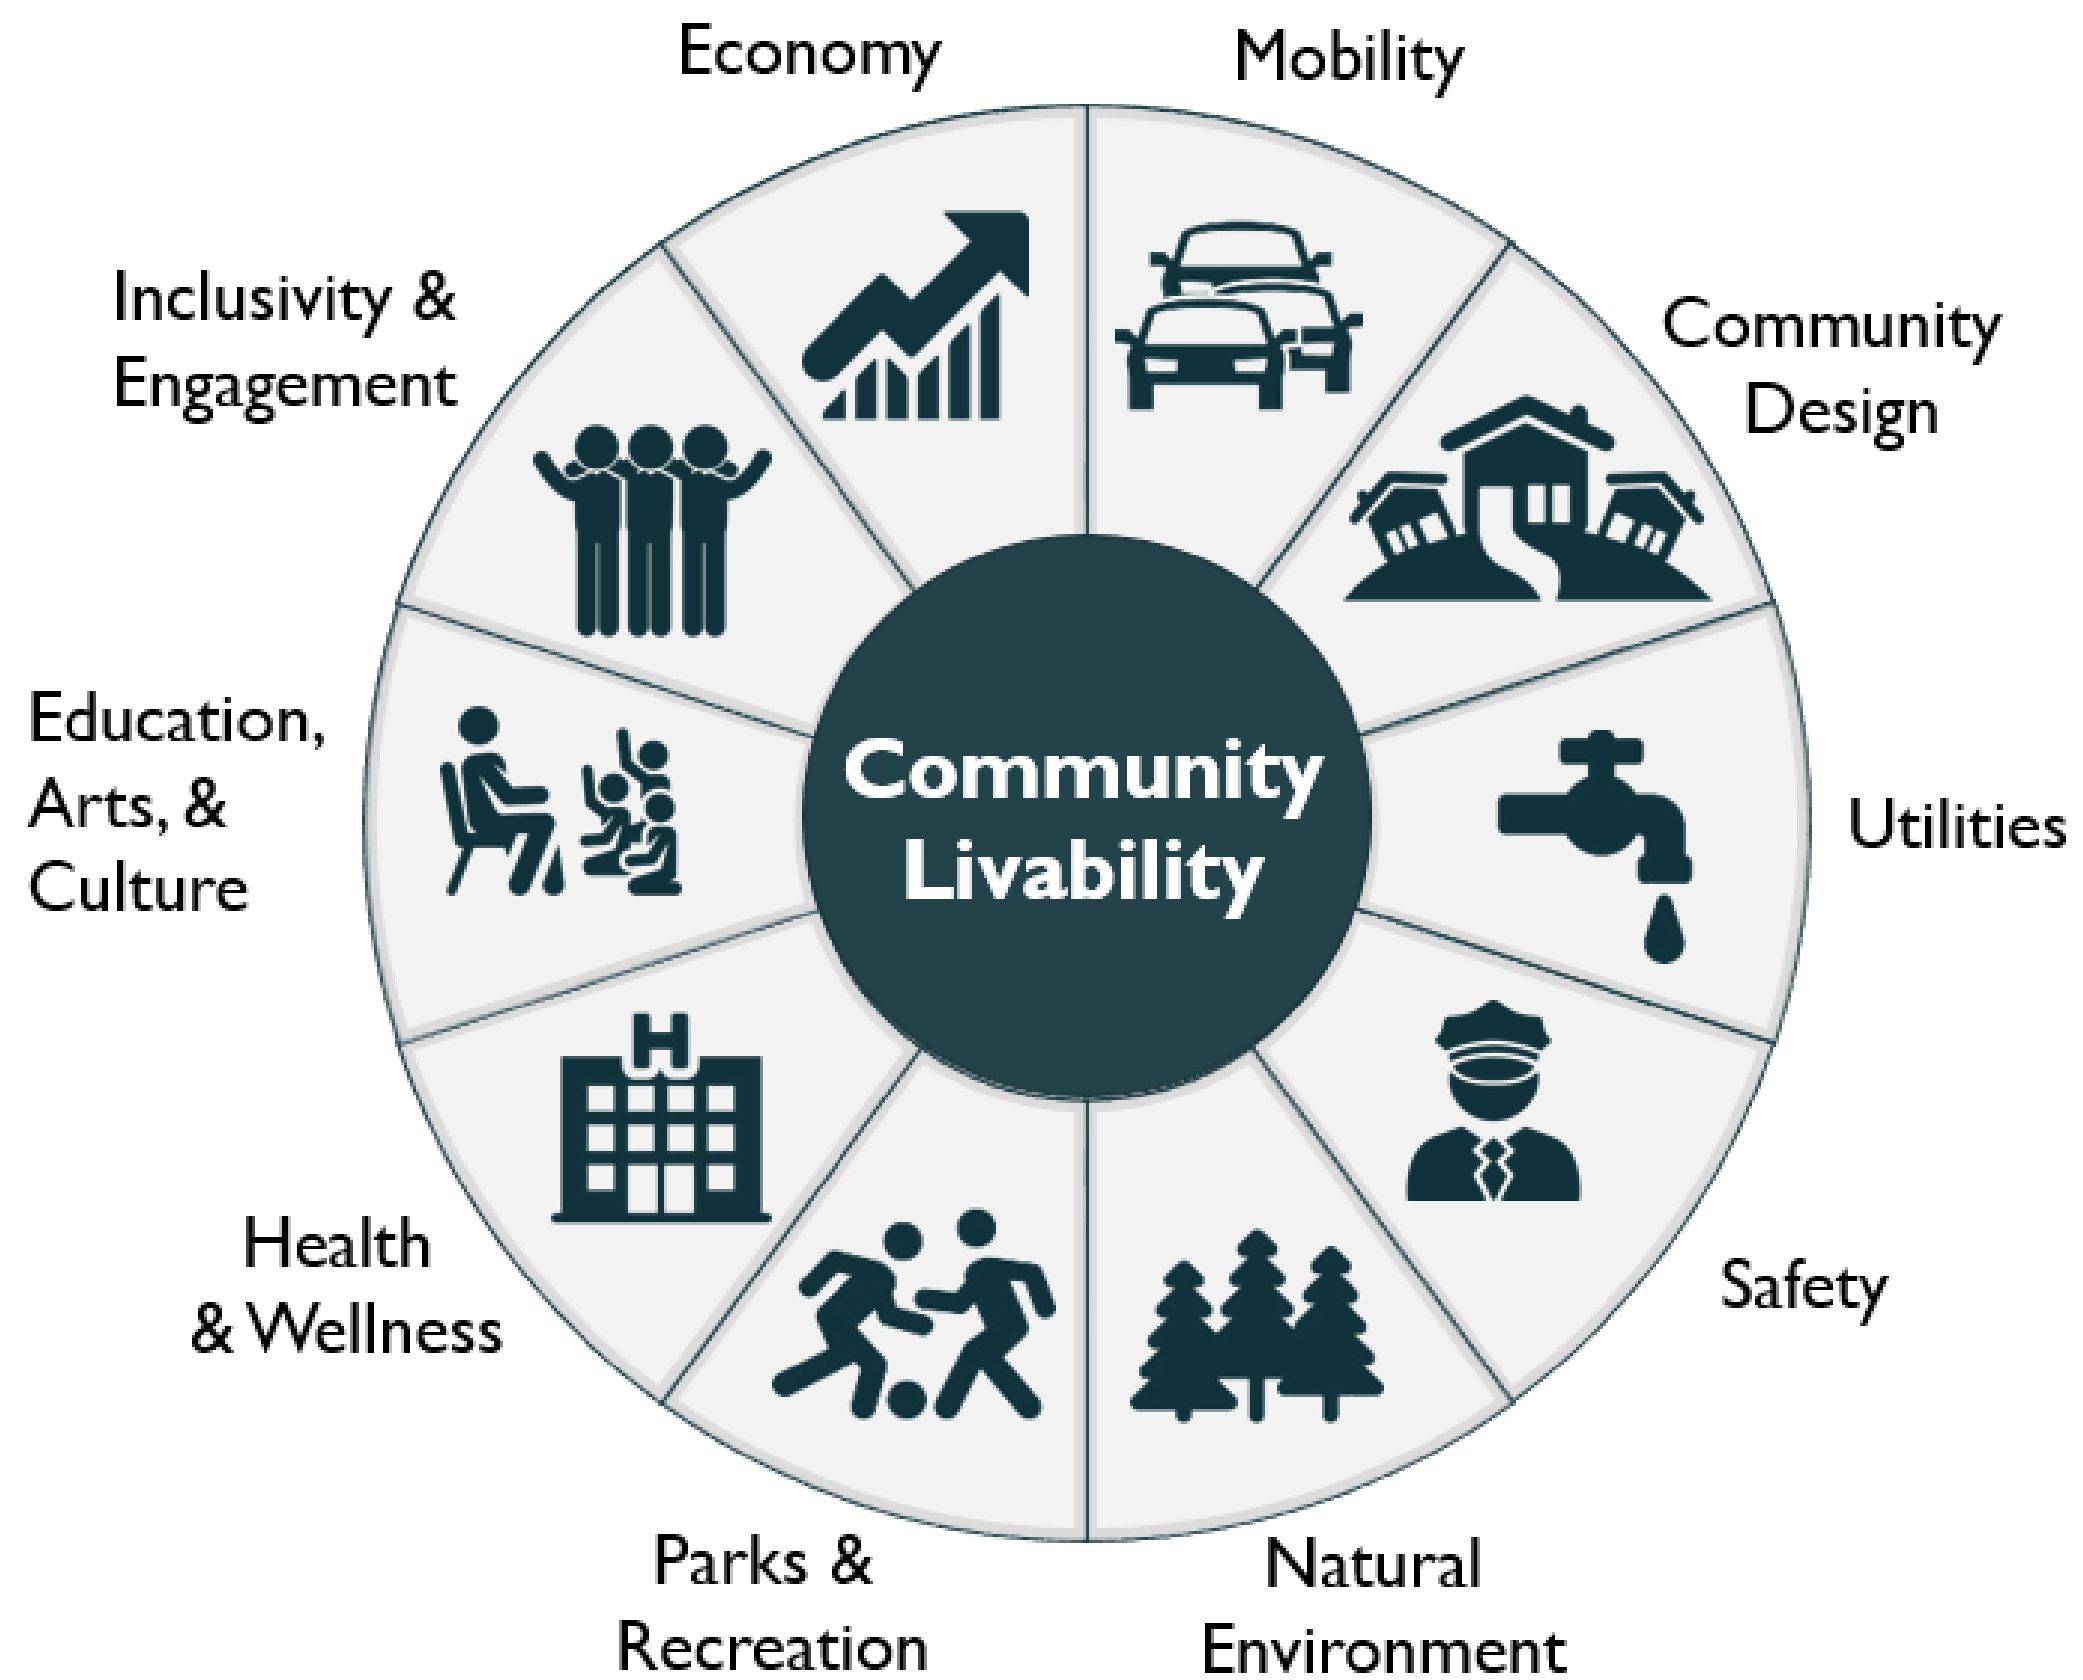 Economy
Mobility
Community
Design
Utilities
Safety
Natural
Environment
Parks &
Recreation
Health
& Wellness
Education,
Arts, &
Culture
Inclusivity &
Engagement
H
Community
Livability